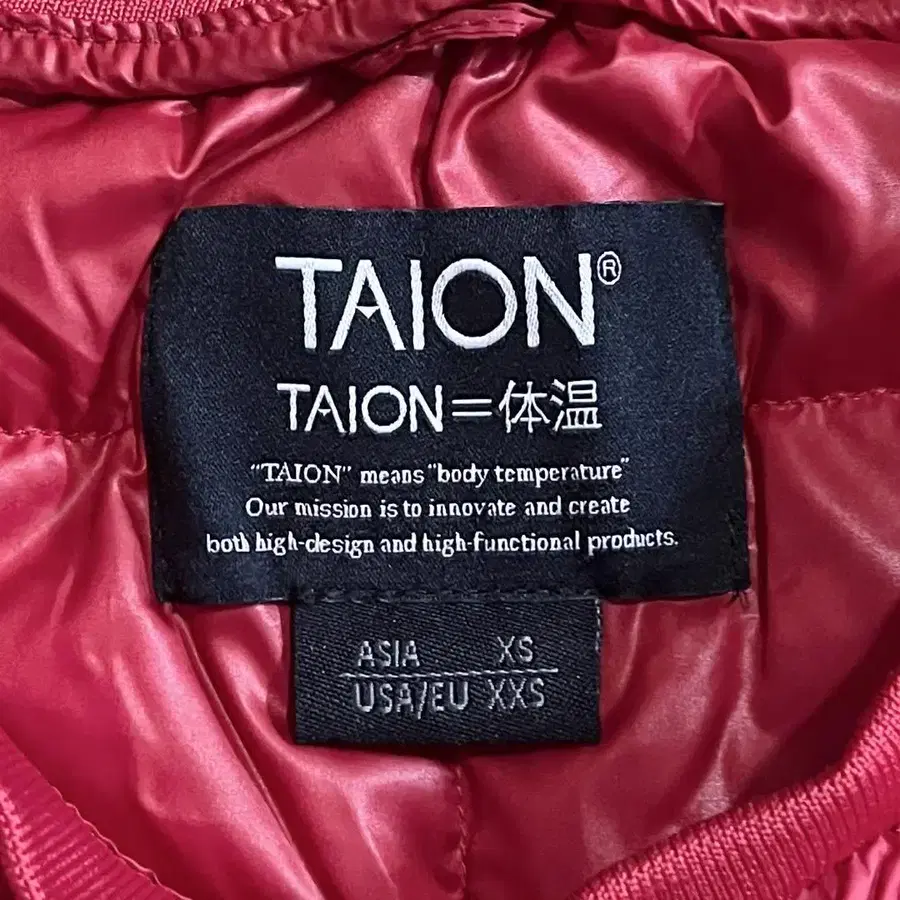 TAION®
TAION=体温
"TAION" means "body temperature"
Our mission is to innovate and create
both high-design and high-functional products.
ASIA XS
USA/EU XXS